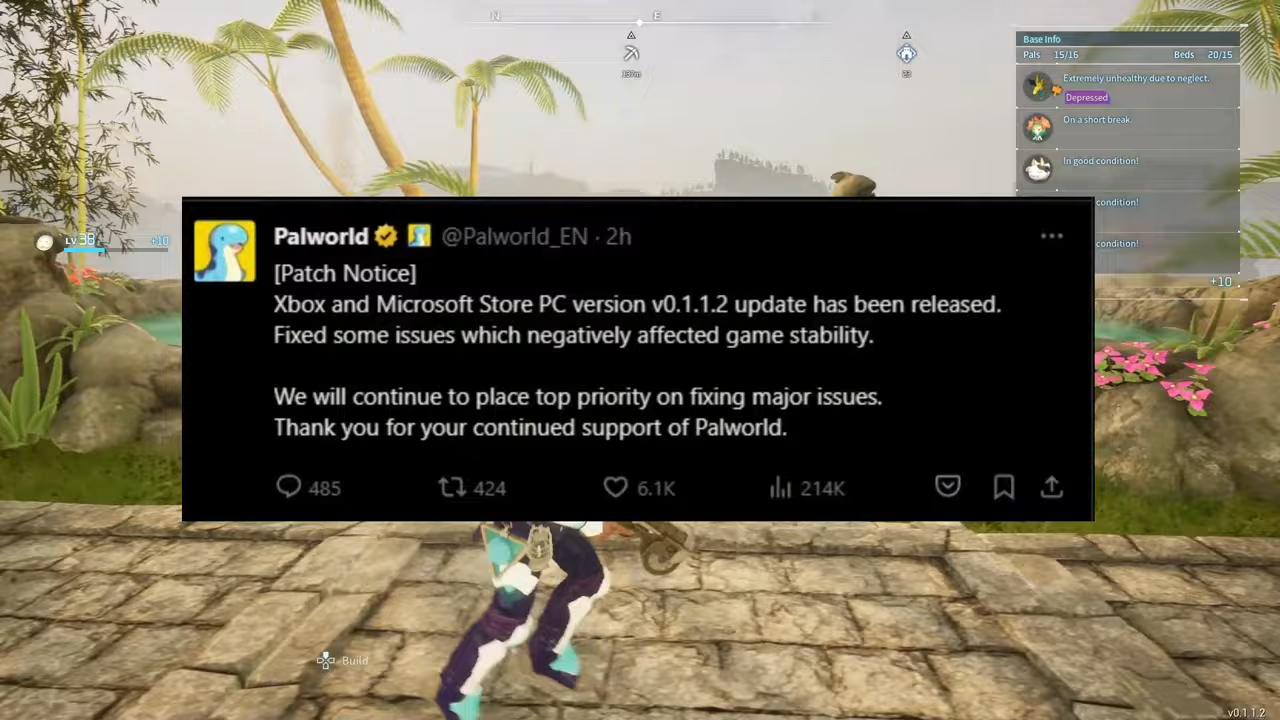 N
E
137m
23
Base Info
Pals 15/16 Beds 20/15
Extremely unhealthy due to neglect.
Depressed
On a short break.
In good condition!
condition!
condition!
LV 38 +10
+10
Palworld @Palworld_EN · 2h
[Patch Notice]
Xbox and Microsoft Store PC version v0.1.1.2 update has been released.
Fixed some issues which negatively affected game stability.
We will continue to place top priority on fixing major issues.
Thank you for your continued support of Palworld.
485 424 6.1K 214K
Build
v0.1.1.2